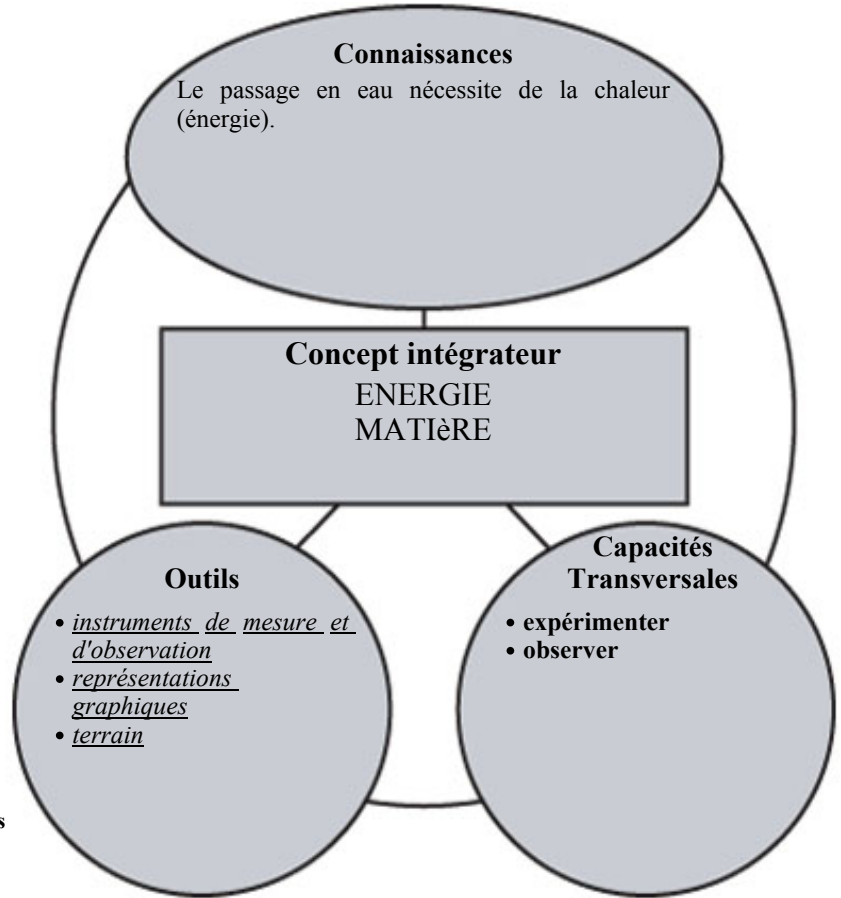 Connaissances
Le passage en eau nécessite de la chaleur
(énergie).
Concept intégrateur
ENERGIE
MATIèRE
Outils
• instruments de mesure et
d'observation
• représentations
graphiques
• terrain
Capacités
Transversales
• expérimenter
• observer
s